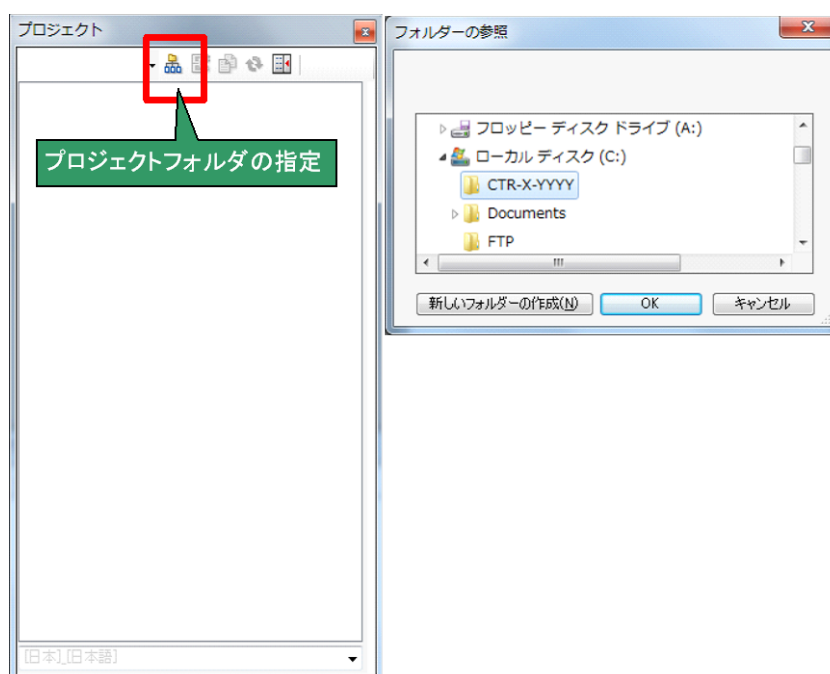 プロジェクト
プロジェクトフォルダの指定
[日本]_[日本語]
フォルダーの参照
フロッピー ディスク ドライブ (A:)
ローカル ディスク (C:)
CTR-X-YYYY
Documents
FTP
新しいフォルダーの作成(N)
OK
キャンセル